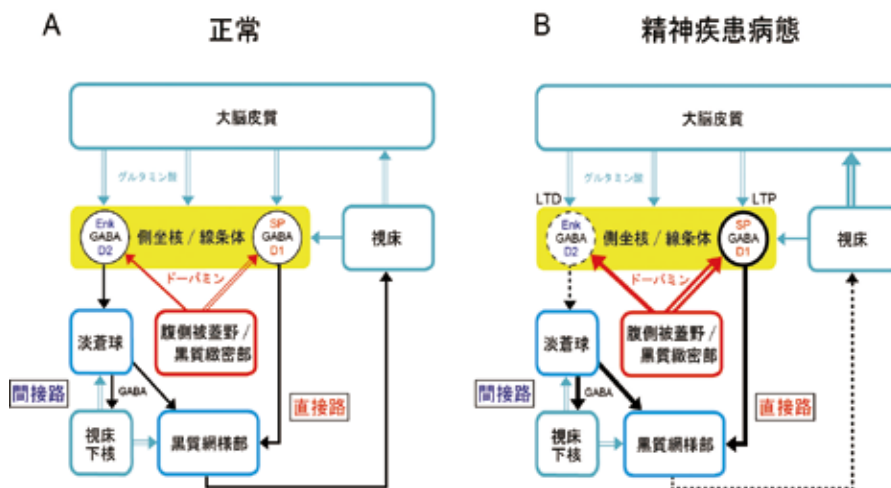 A
正常
大脳皮質
グルタミン酸
Enk
GABA
D2
側坐核 / 線条体
SP
GABA
D1
視床
ドーパミン
淡蒼球
腹側被蓋野 /
黒質緻密部
間接路
GABA
直接路
視床
下核
黒質網様部
B
精神疾患病態
大脳皮質
グルタミン酸
LTD
LTP
Enk
GABA
D2
側坐核 / 線条体
SP
GABA
D1
視床
ドーパミン
淡蒼球
腹側被蓋野 /
黒質緻密部
間接路
GABA
直接路
視床
下核
黒質網様部